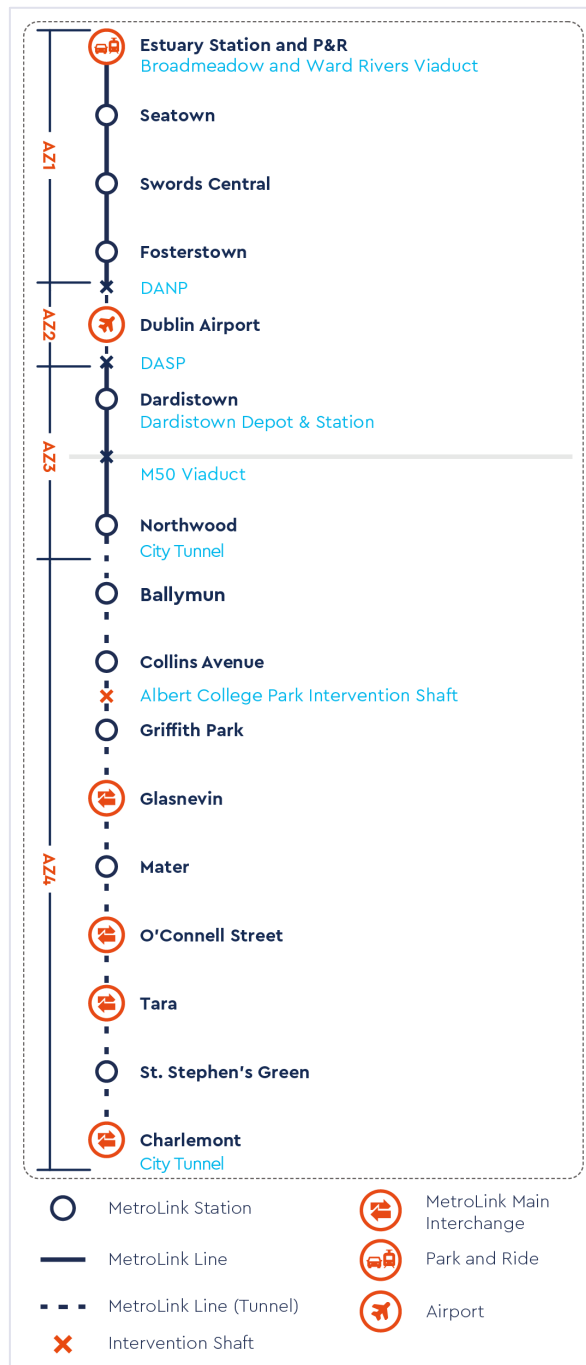 Estuary Station and P&R
Broadmeadow and Ward Rivers Viaduct
Seatown
AZ1
Swords Central
Fosterstown
DANP
AZ2
Dublin Airport
DASP
Dardistown
Dardistown Depot & Station
AZ3
M50 Viaduct
Northwood
City Tunnel
Ballymun
Collins Avenue
Albert College Park Intervention Shaft
Griffith Park
Glasnevin
AZ4
Mater
O'Connell Street
Tara
St. Stephen's Green
Charlemont
City Tunnel
MetroLink Station
MetroLink Line
MetroLink Line (Tunnel)
Intervention Shaft
MetroLink Main
Interchange
Park and Ride
Airport